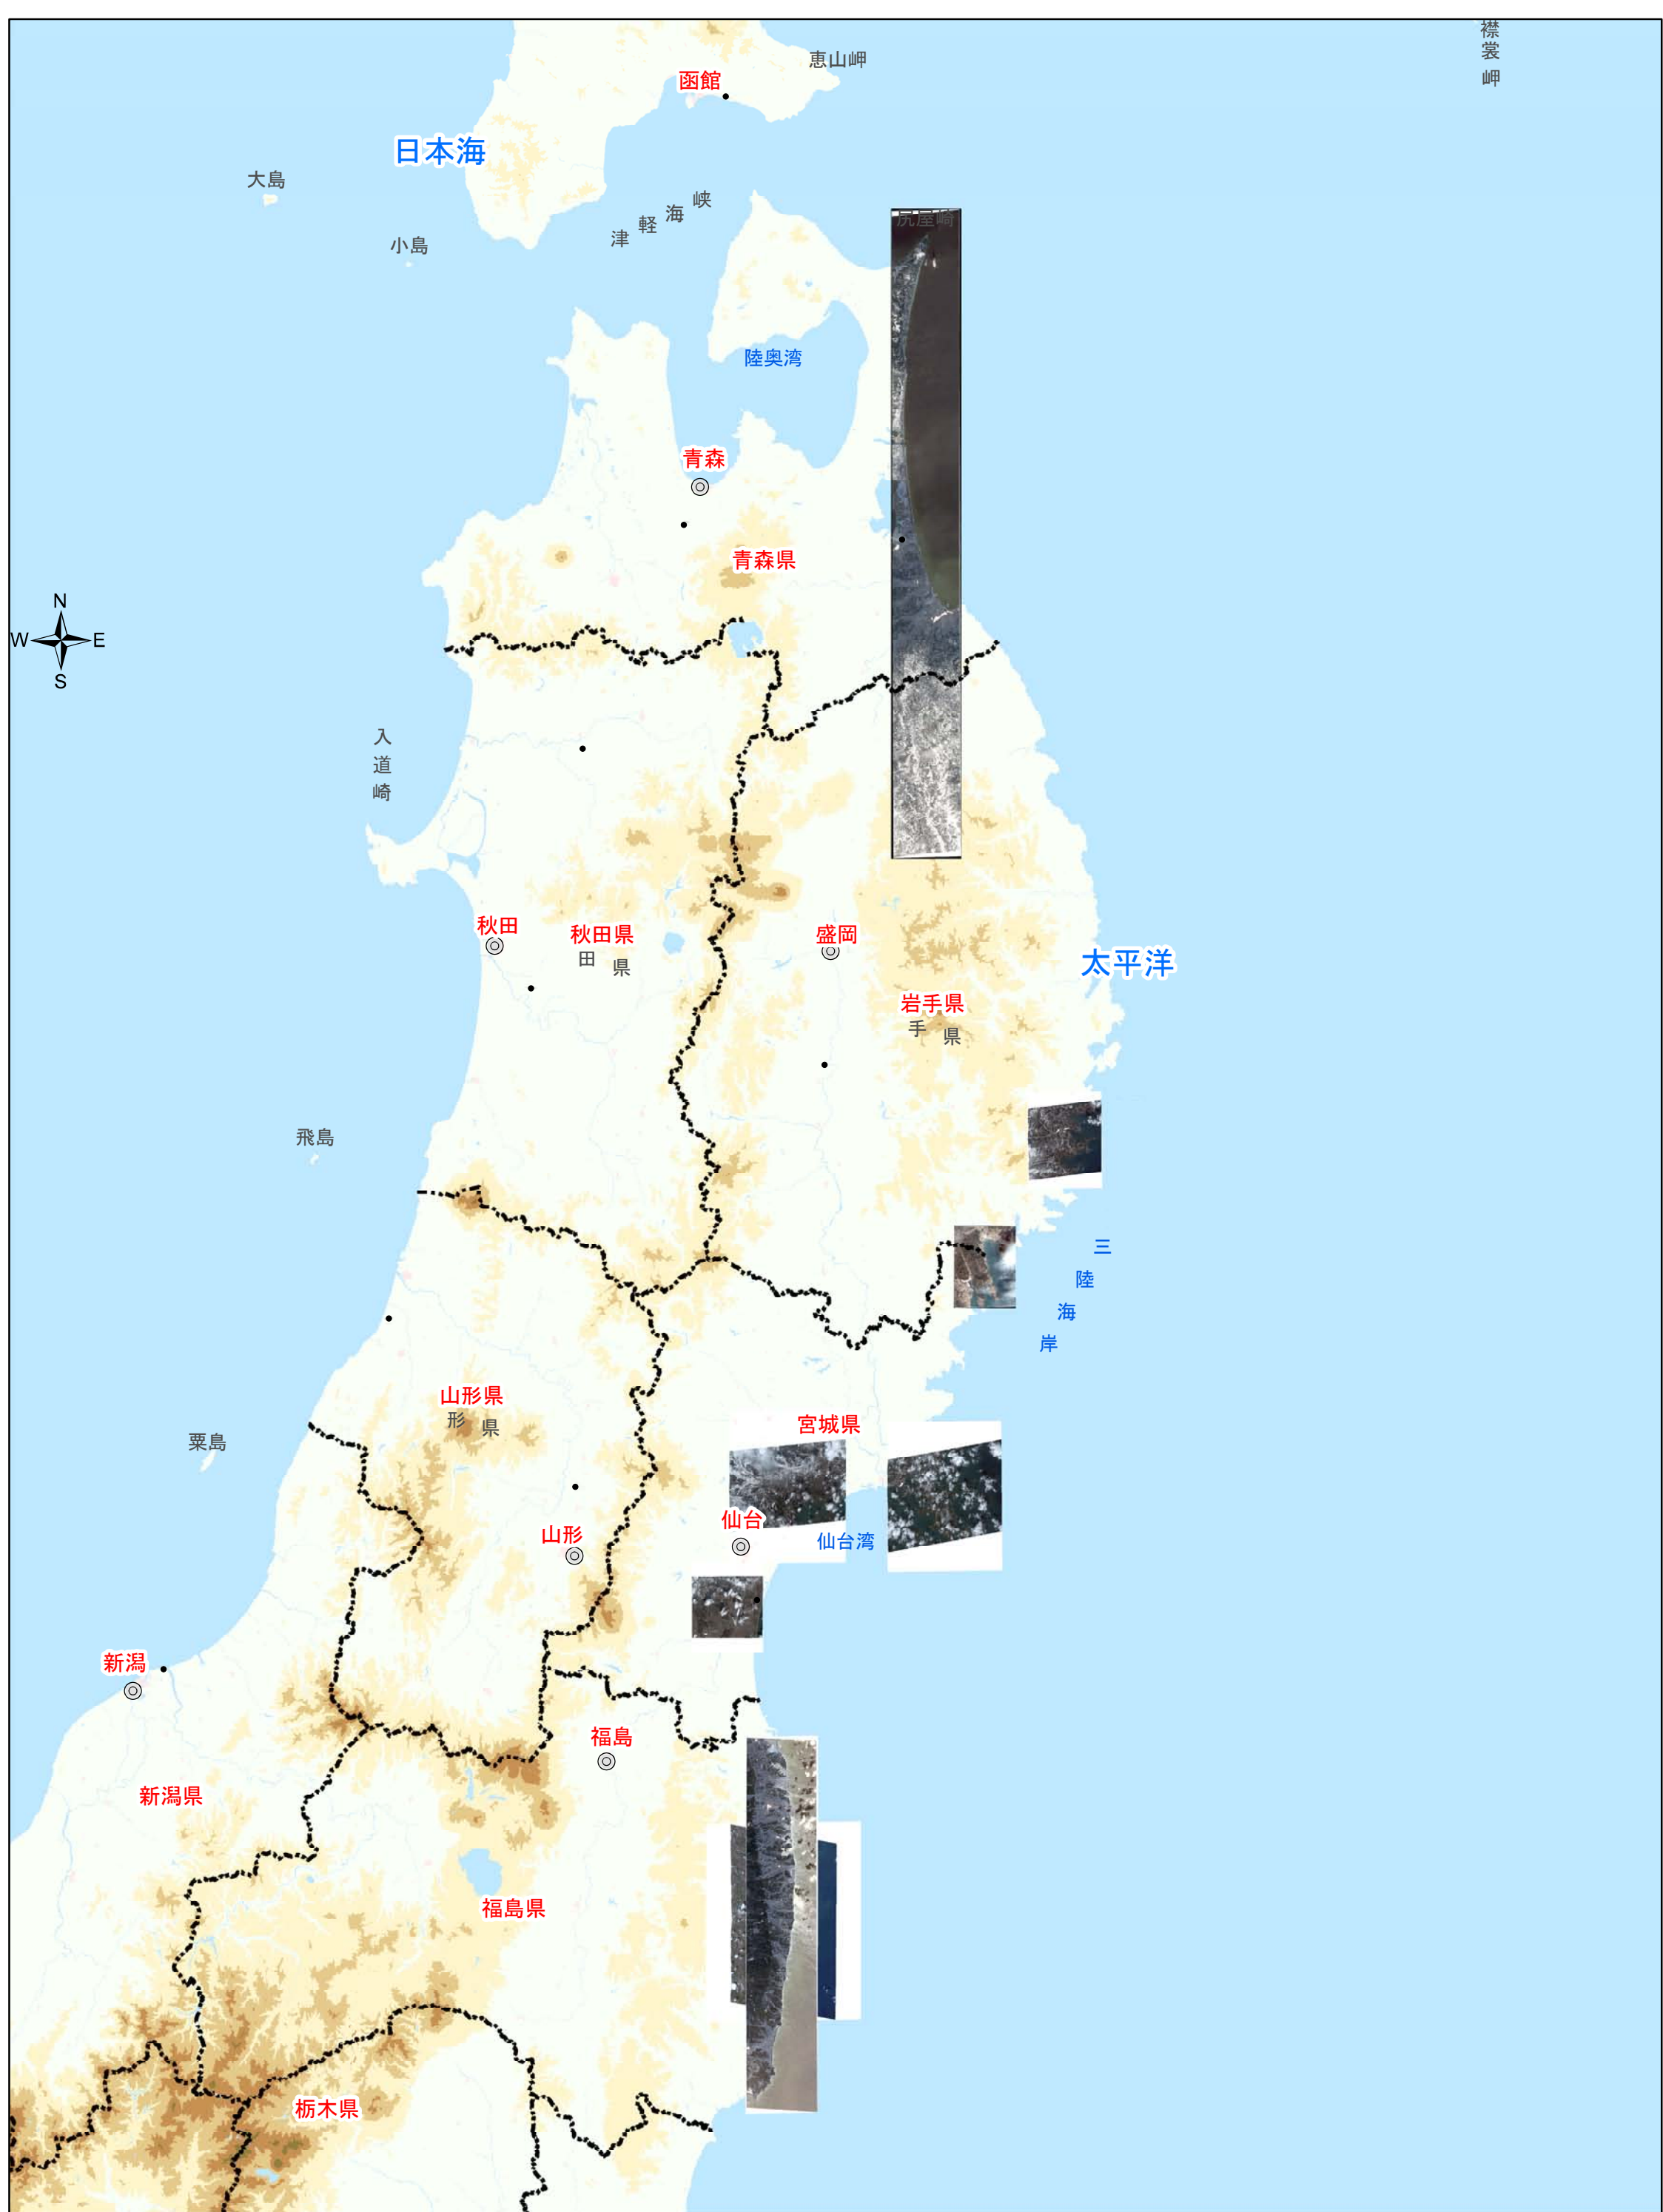 襟裳岬
恵山岬
函館
日本海
大島
津軽海峡
尻屋崎
小島
陸奥湾
青森
青森県
N
W E
S
入道崎
秋田
秋田県
田県
盛岡
太平洋
岩手県
手県
飛島
三陸海岸
山形県
形県
宮城県
粟島
仙台
山形
仙台湾
新潟
福島
新潟県
福島県
栃木県